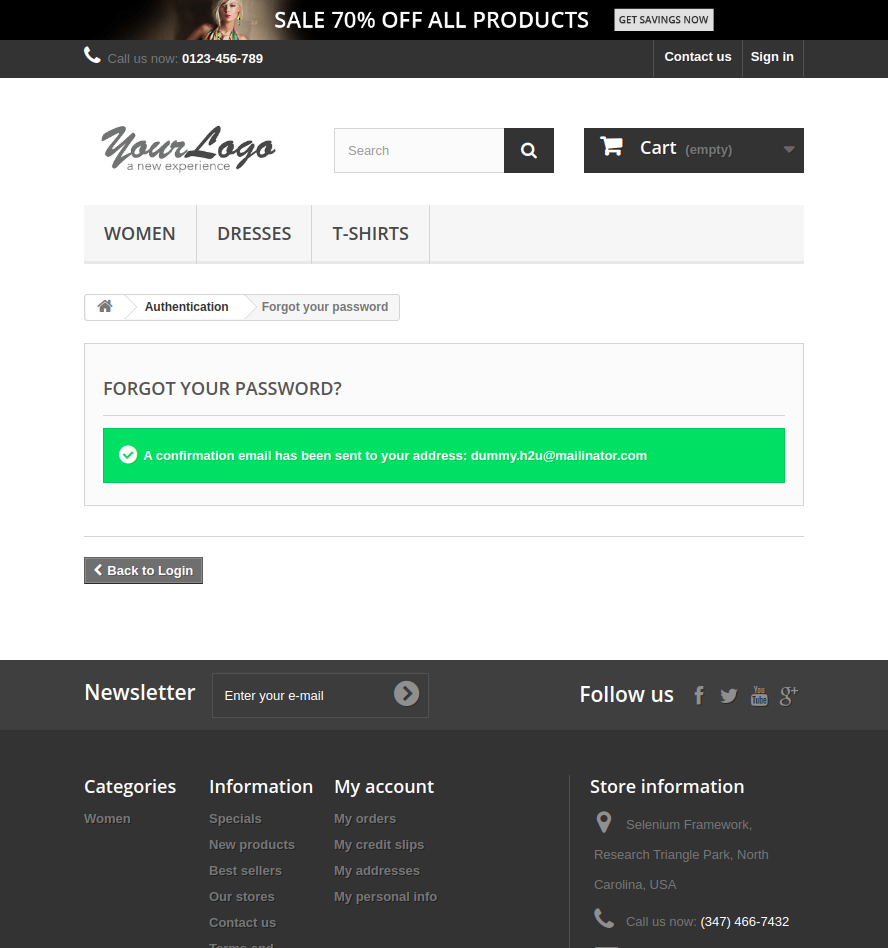 SALE 70% OFF ALL PRODUCTS GET SAVINGS NOW
Call us now: 0123-456-789 Contact us Sign in
YourLogo
a new experience
Search
Cart (empty)
WOMEN DRESSES T-SHIRTS
Authentication Forgot your password
FORGOT YOUR PASSWORD?
A confirmation email has been sent to your address: dummy.h2u@mailinator.com
Back to Login
Newsletter Enter your e-mail Follow us You Tube
Categories Information My account Store information
Women Specials My orders Selenium Framework,
New products My credit slips Research Triangle Park, North
Best sellers My addresses Carolina, USA
Our stores My personal info
Contact us Call us now: (347) 466-7432
Terms and